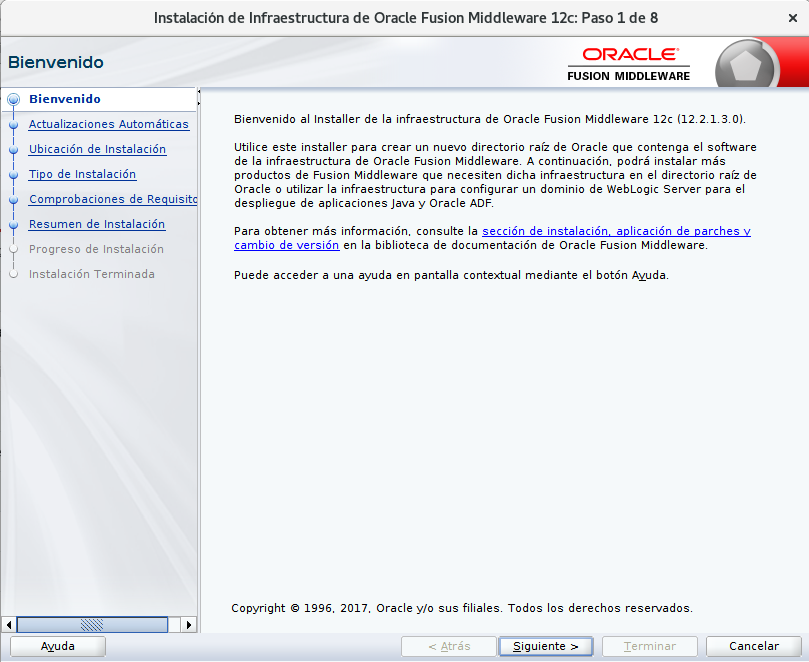 Instalación de Infraestructura de Oracle Fusion Middleware 12c: Paso 1 de 8
Bienvenido
ORACLE
FUSION MIDDLEWARE
Bienvenido
Actualizaciones Automáticas
Ubicación de Instalación
Tipo de Instalación
Comprobaciones de Requisito
Resumen de Instalación
Progreso de Instalación
Instalación Terminada
Bienvenido al Installer de la infraestructura de Oracle Fusion Middleware 12c (12.2.1.3.0).
Utilice este installer para crear un nuevo directorio raíz de Oracle que contenga el software
de la infraestructura de Oracle Fusion Middleware. A continuación, podrá instalar más
productos de Fusion Middleware que necesiten dicha infraestructura en el directorio raíz de
Oracle o utilizar la infraestructura para configurar un dominio de WebLogic Server para el
despliegue de aplicaciones Java y Oracle ADF.
Para obtener más información, consulte la sección de instalación, aplicación de parches y
cambio de versión en la biblioteca de documentación de Oracle Fusion Middleware.
Puede acceder a una ayuda en pantalla contextual mediante el botón Ayuda.
Copyright © 1996, 2017, Oracle y/o sus filiales. Todos los derechos reservados.
Ayuda
< Atrás
Siguiente >
Terminar
Cancelar